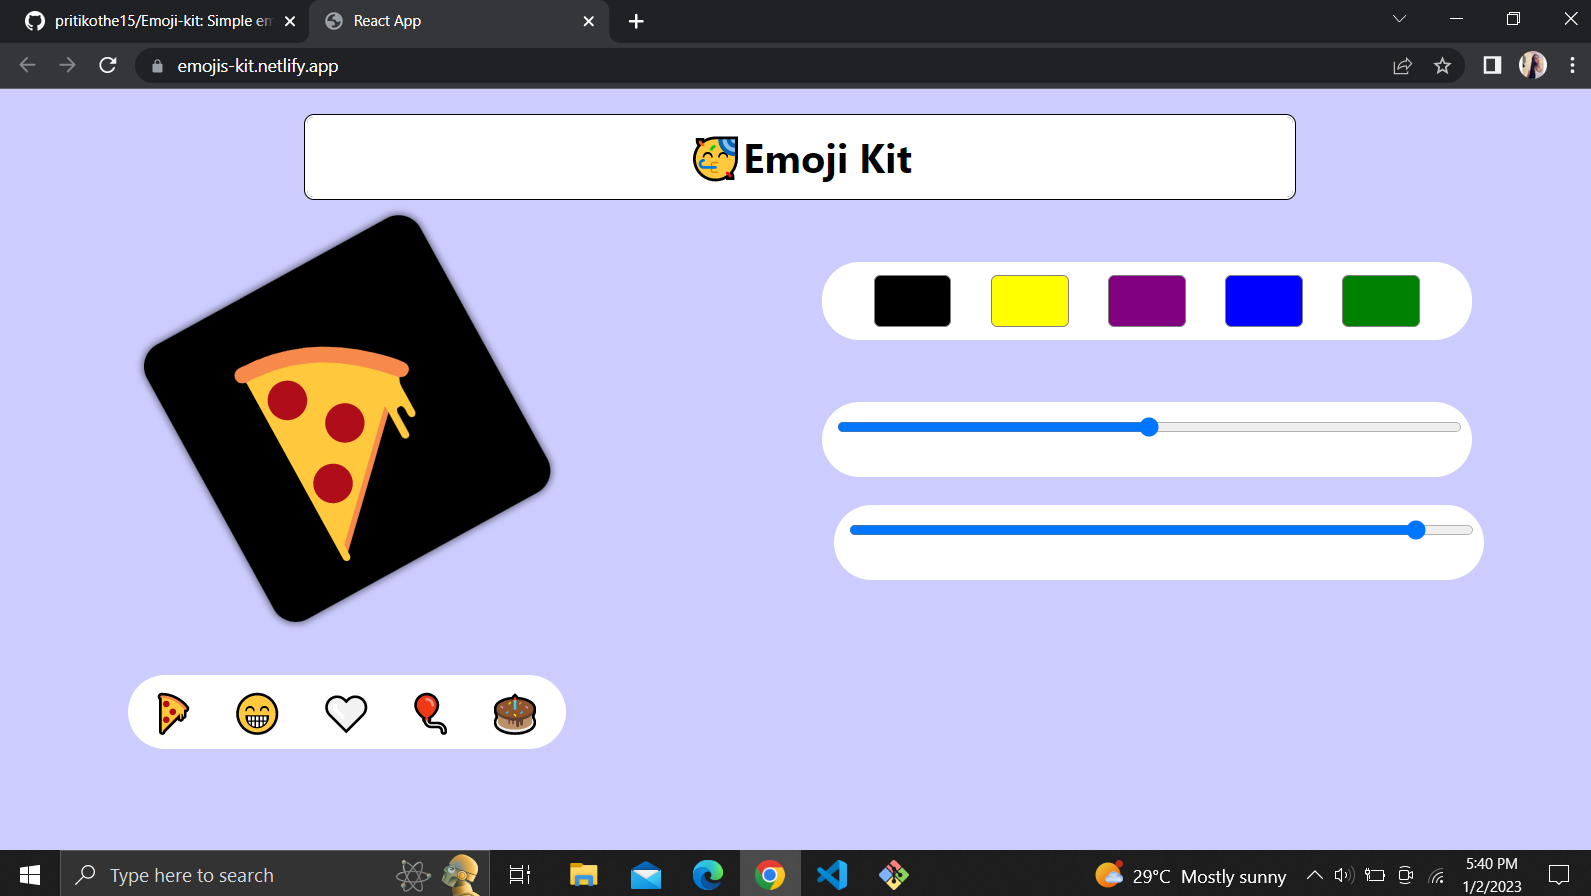 pritikothe15/Emoji-kit: Simple em
React App
emojis-kit.netlify.app
Emoji Kit
Type here to search
29°C Mostly sunny
5:40 PM
1/2/2023